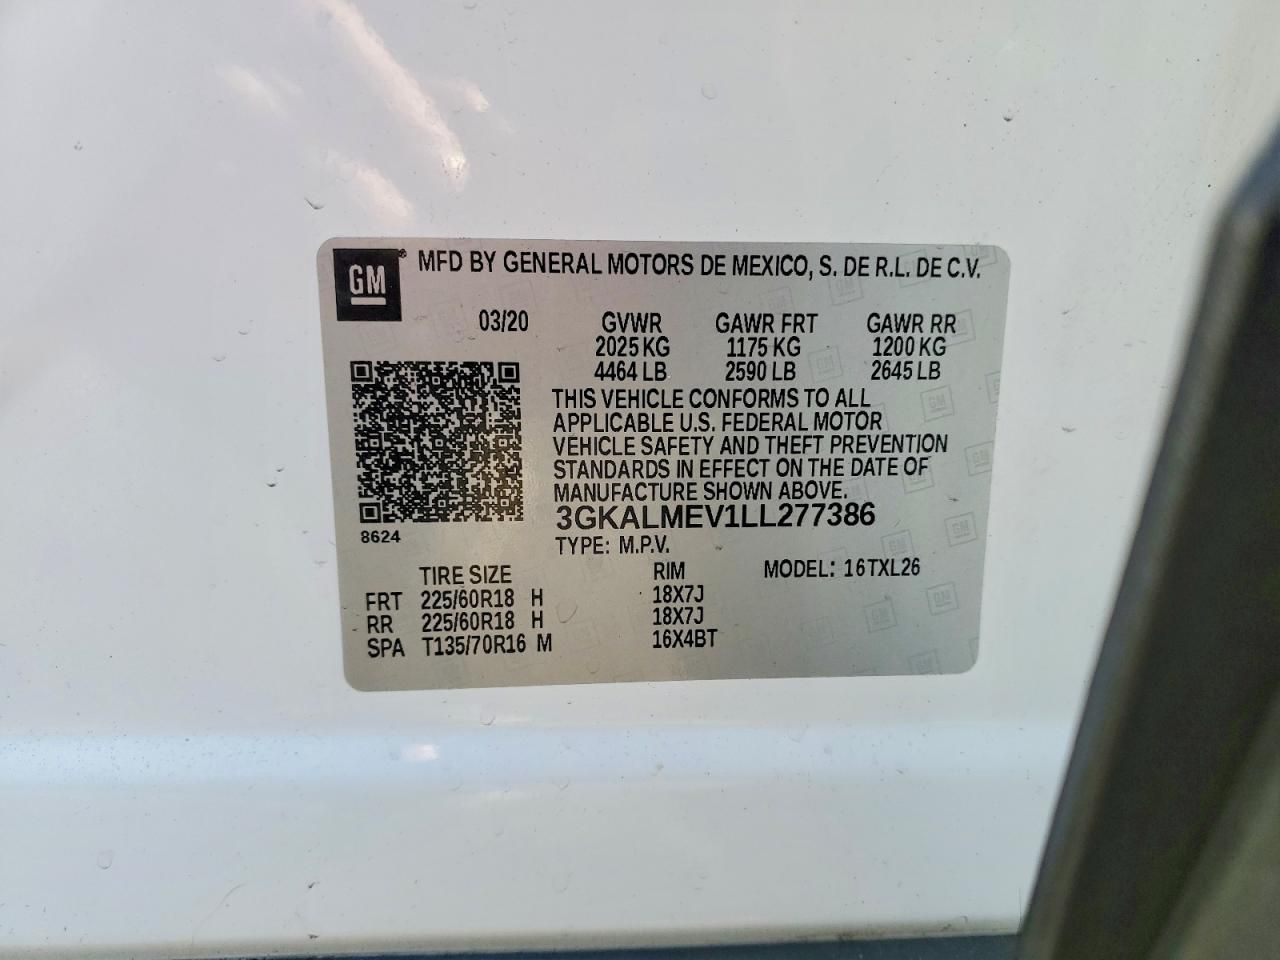 GM® MFD BY GENERAL MOTORS DE MEXICO, S. DE R.L. DE C.V.
03/20 GVWR GAWR FRT GAWR RR
2025 KG 1175 KG 1200 KG
4464 LB 2590 LB 2645 LB
THIS VEHICLE CONFORMS TO ALL
APPLICABLE U.S. FEDERAL MOTOR
VEHICLE SAFETY AND THEFT PREVENTION
STANDARDS IN EFFECT ON THE DATE OF
MANUFACTURE SHOWN ABOVE.
3GKALMEV1LL277386
8624
TYPE: M.P.V.
TIRE SIZE RIM MODEL: 16TXL26
FRT 225/60R18 H 18X7J
RR 225/60R18 H 18X7J
SPA T135/70R16 M 16X4BT